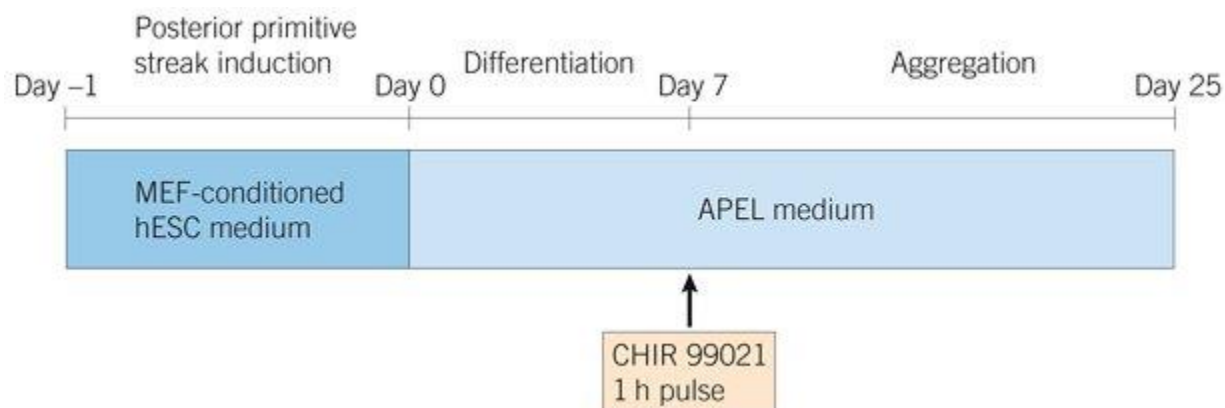 Posterior primitive
streak induction
Differentiation
Aggregation
Day –1
Day 0
Day 7
Day 25
MEF-conditioned
hESC medium
APEL medium
CHIR 99021
1 h pulse